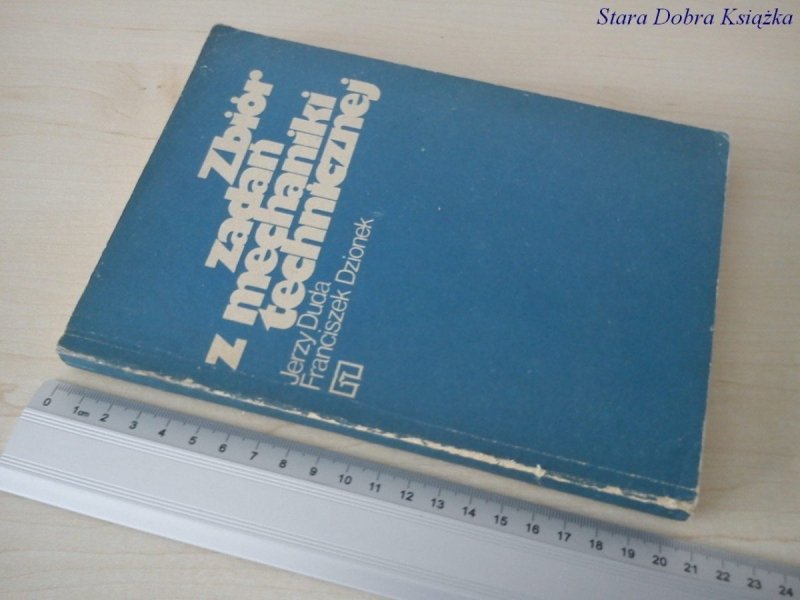 Stara Dobra Książka
Zbiór
zadań
z mechaniki
technicznej
Jerzy Duda
Franciszek Dzionek
0 1cm 2 3 4 5 6 7 8 9 10 11 12 13 14 15 16 17 18 19 20 21 22 23 24